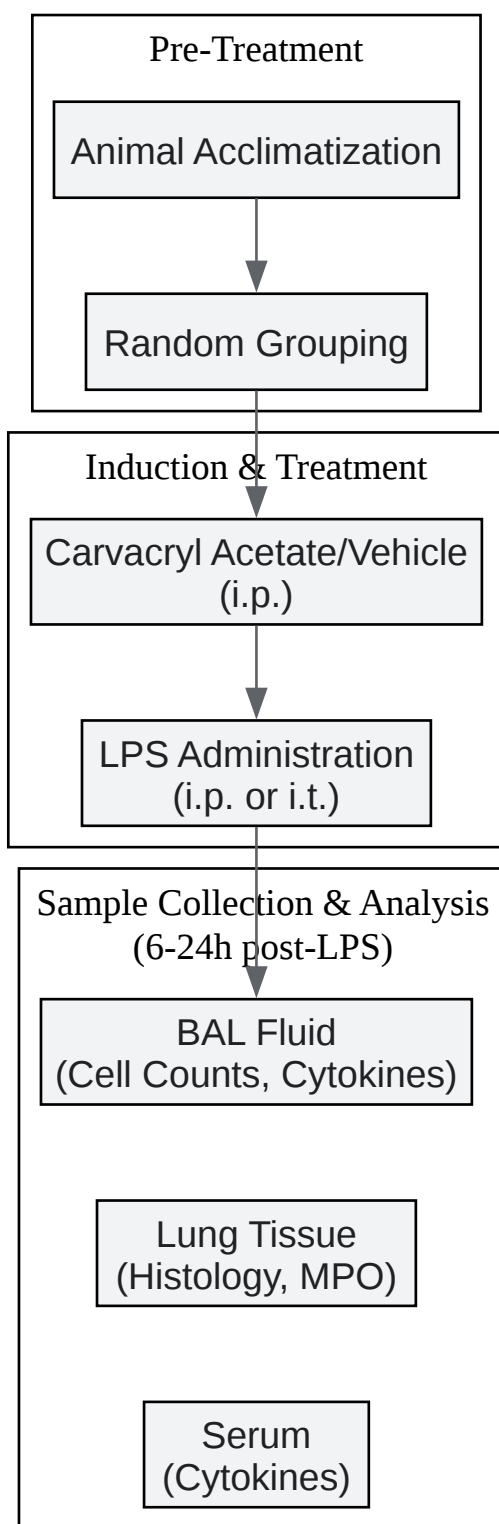 Pre-Treatment
Animal Acclimatization
Random Grouping
Induction & Treatment
Carvacryl Acetate/Vehicle
(i.p.)
LPS Administration
(i.p. or i.t.)
Sample Collection & Analysis
(6-24h post-LPS)
BAL Fluid
(Cell Counts, Cytokines)
Lung Tissue
(Histology, MPO)
Serum
(Cytokines)